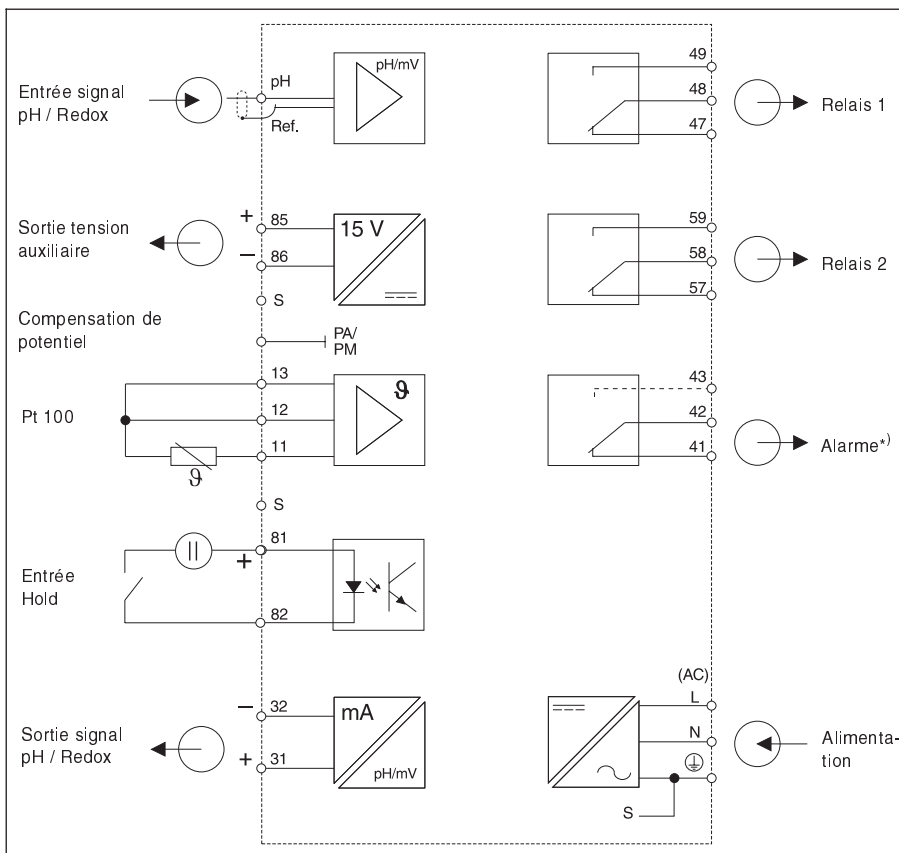 Entrée signal
pH / Redox
pH
Ref.
pH/mV
49
48
47
Relais 1
Sortie tension
auxiliaire
+
85
−
86
15 V
S
59
58
57
Relais 2
Compensation de
potentiel
PA/
PM
Pt 100
13
12
11
ϑ
ϑ
S
43
42
41
Alarme*)
Entrée
Hold
81
+
82
Sortie signal
pH / Redox
−
32
+
31
mA
pH/mV
(AC)
L
N
S
Alimenta-
tion